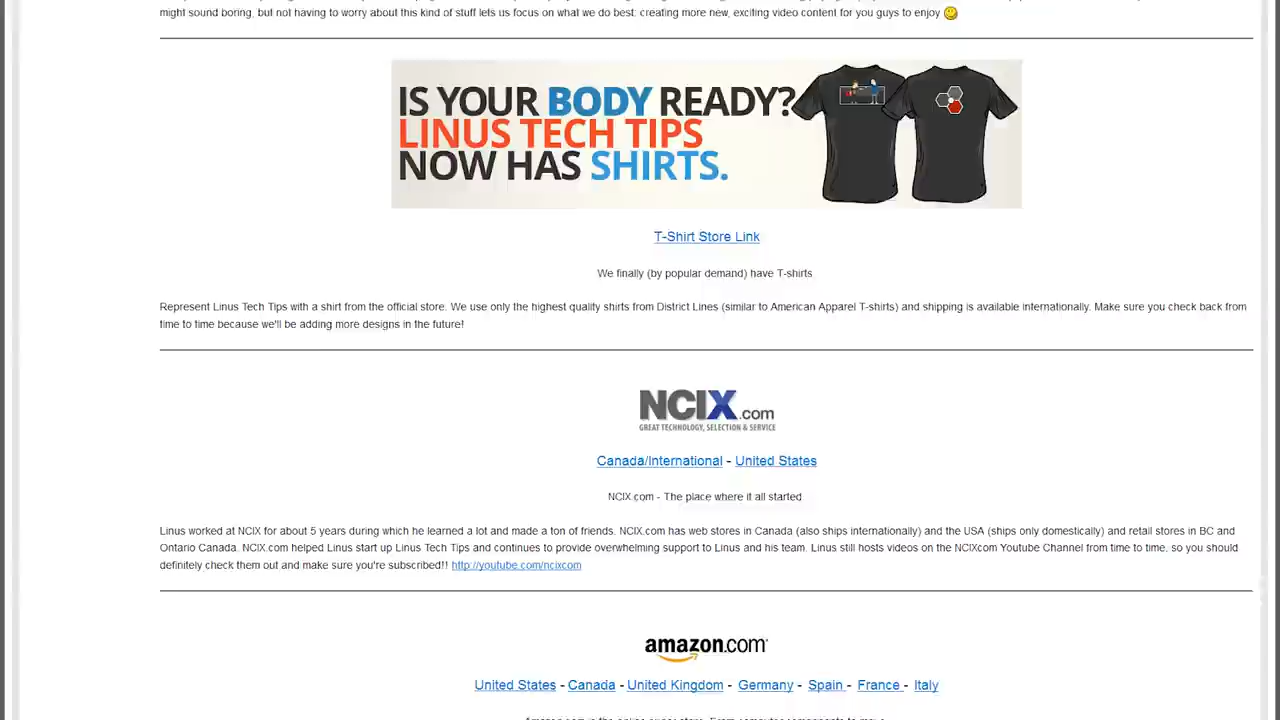 might sound boring, but not having to worry about this kind of stuff lets us focus on what we do best: creating more new, exciting video content for you guys to enjoy
IS YOUR BODY READY?
LINUS TECH TIPS
NOW HAS SHIRTS.
T-Shirt Store Link
We finally (by popular demand) have T-shirts
Represent Linus Tech Tips with a shirt from the official store. We use only the highest quality shirts from District Lines (similar to American Apparel T-shirts) and shipping is available internationally. Make sure you check back from
time to time because we'll be adding more designs in the future!
NCIX.com
GREAT TECHNOLOGY, SELECTION & SERVICE
Canada/International - United States
NCIX.com - The place where it all started
Linus worked at NCIX for about 5 years during which he learned a lot and made a ton of friends. NCIX.com has web stores in Canada (also ships internationally) and the USA (ships only domestically) and retail stores in BC and
Ontario Canada. NCIX.com helped Linus start up Linus Tech Tips and continues to provide overwhelming support to Linus and his team. Linus still hosts videos on the NCIXcom Youtube Channel from time to time, so you should
definitely check them out and make sure you're subscribed!! http://youtube.com/ncixcom
amazon.com
United States - Canada - United Kingdom - Germany - Spain - France - Italy